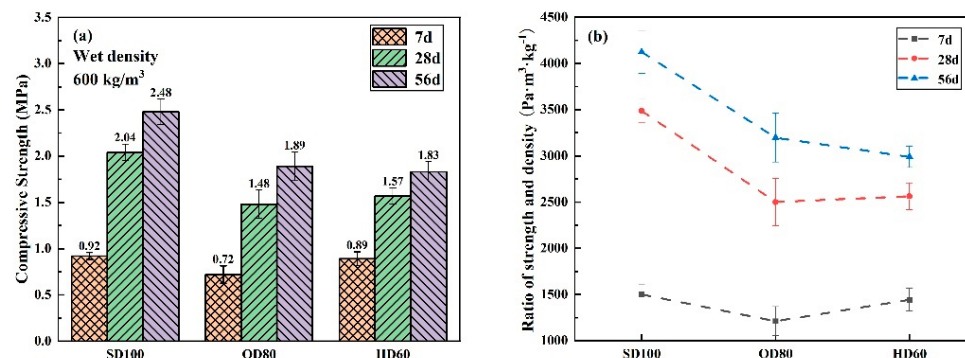 3.5
3.0
2.5
2.0
1.5
1.0
0.5
0.0
Compressive Strength (MPa)
(a)
Wet density
600 kg/m³
7d
28d
56d
0.92
2.04
2.48
0.72
1.48
1.89
0.89
1.57
1.83
SD100
OD80
HD60
4500
4000
3500
3000
2500
2000
1500
1000
Ratio of strength and density (Pa·m³·kg⁻¹)
(b)
7d
28d
56d
SD100
OD80
HD60